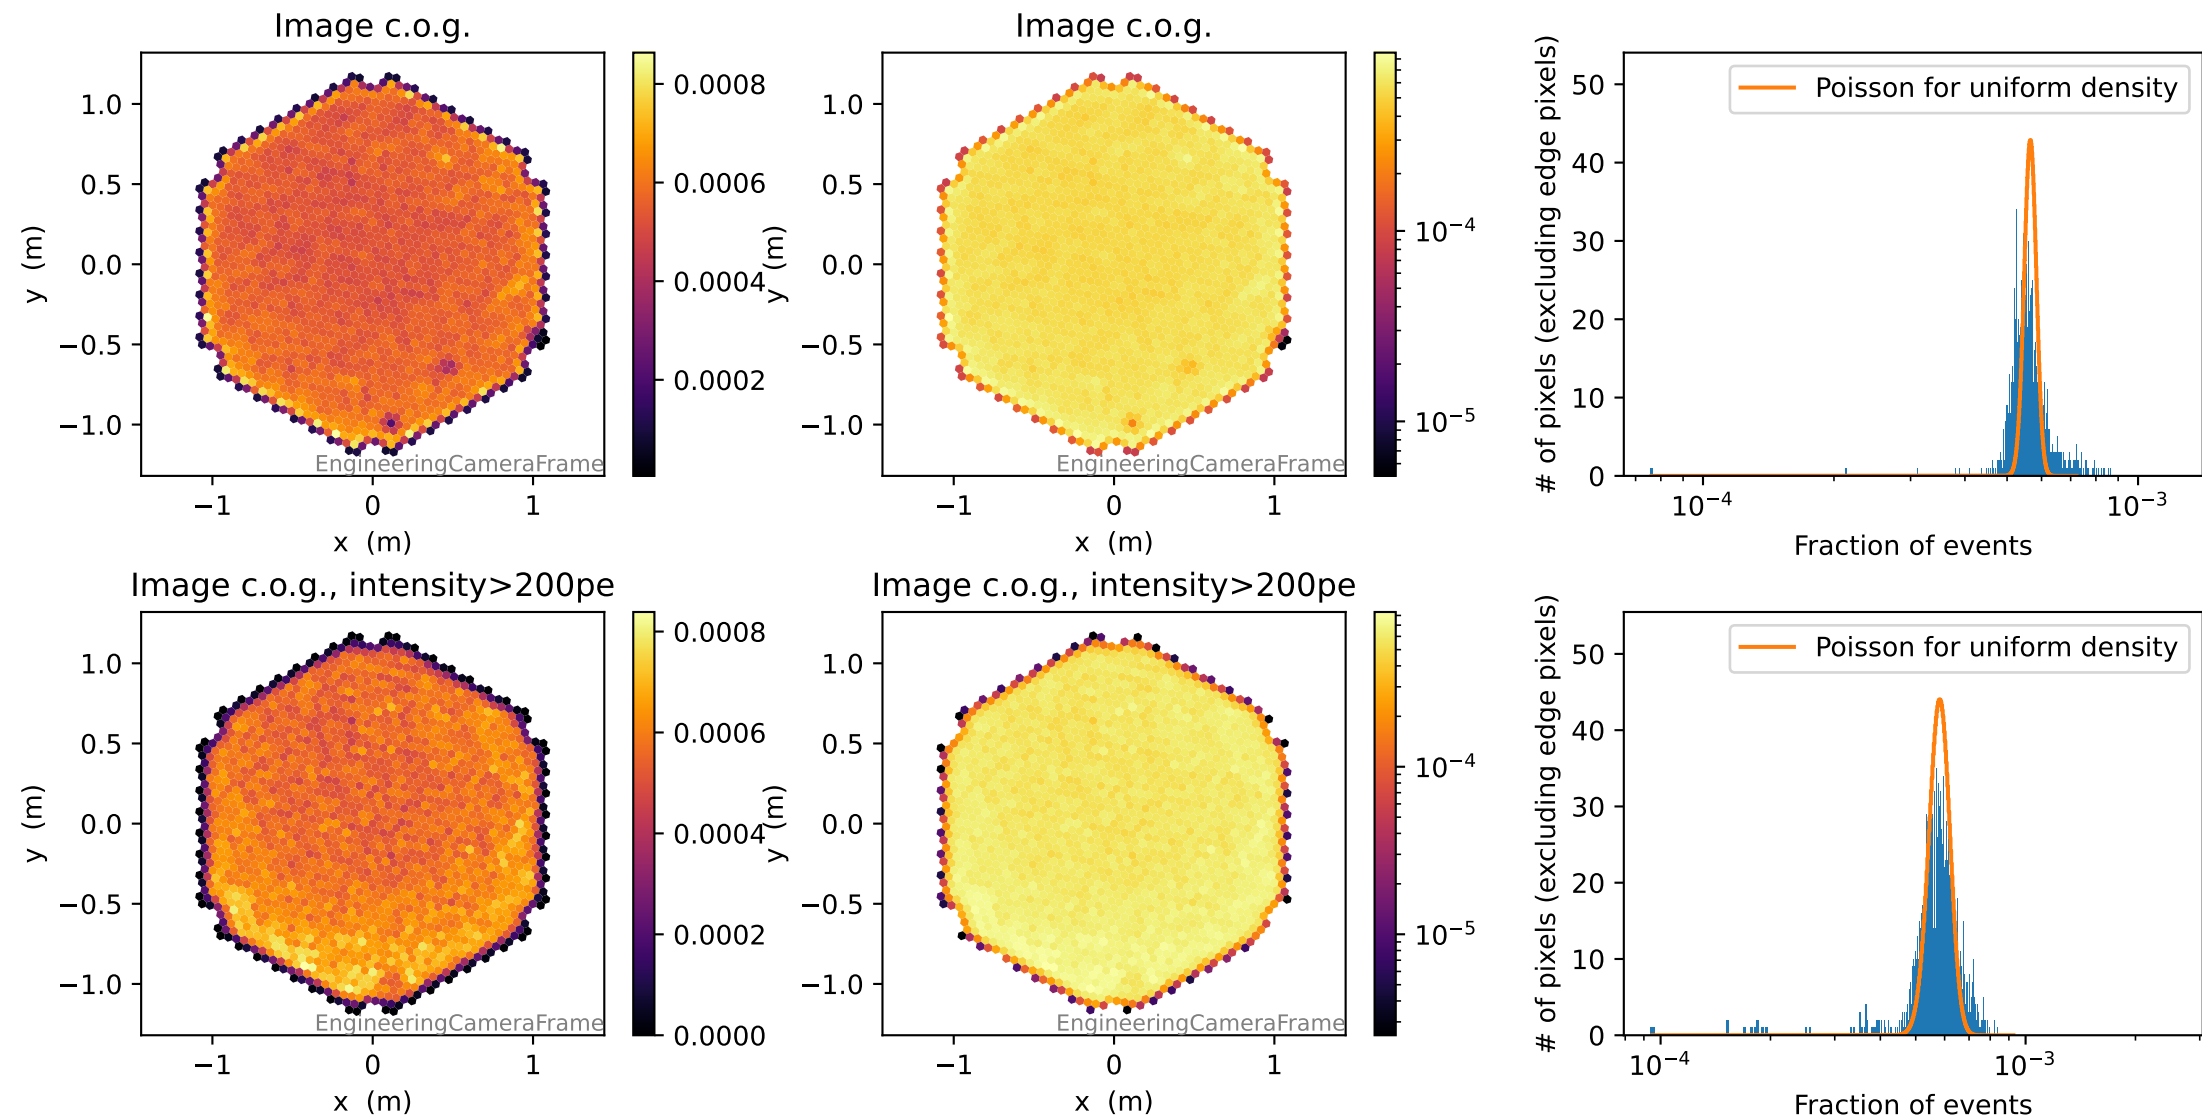 Image c.o.g.
y (m)
1.0
0.5
0.0
−0.5
−1.0
−1
0
1
x (m)
EngineeringCameraFrame
0.0008
0.0006
0.0004
0.0002
Image c.o.g.
y (m)
1.0
0.5
0.0
−0.5
−1.0
−1
0
1
x (m)
EngineeringCameraFrame
10⁻⁴
10⁻⁵
# of pixels (excluding edge pixels)
50
40
30
20
10
0
Poisson for uniform density
10⁻⁴
10⁻³
Fraction of events
Image c.o.g., intensity>200pe
y (m)
1.0
0.5
0.0
−0.5
−1.0
−1
0
1
x (m)
EngineeringCameraFrame
0.0008
0.0006
0.0004
0.0002
0.0000
Image c.o.g., intensity>200pe
y (m)
1.0
0.5
0.0
−0.5
−1.0
−1
0
1
x (m)
EngineeringCameraFrame
10⁻⁴
10⁻⁵
# of pixels (excluding edge pixels)
50
40
30
20
10
0
Poisson for uniform density
10⁻⁴
10⁻³
Fraction of events